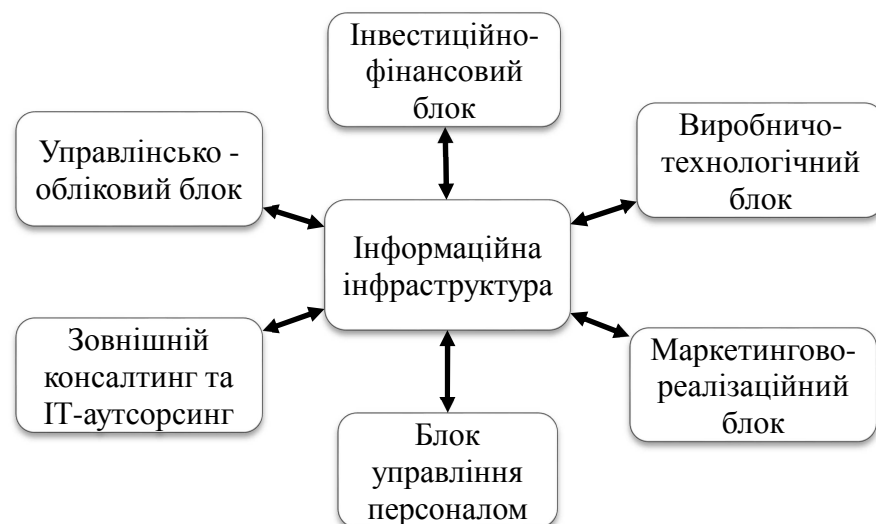 Інвестиційно-
фінансовий
блок
Управлінсько -
обліковий блок
Виробничо-
технологічний
блок
Інформаційна
інфраструктура
Зовнішній
консалтинг та
ІТ-аутсорсинг
Маркетингово-
реалізаційний
блок
Блок
управління
персоналом